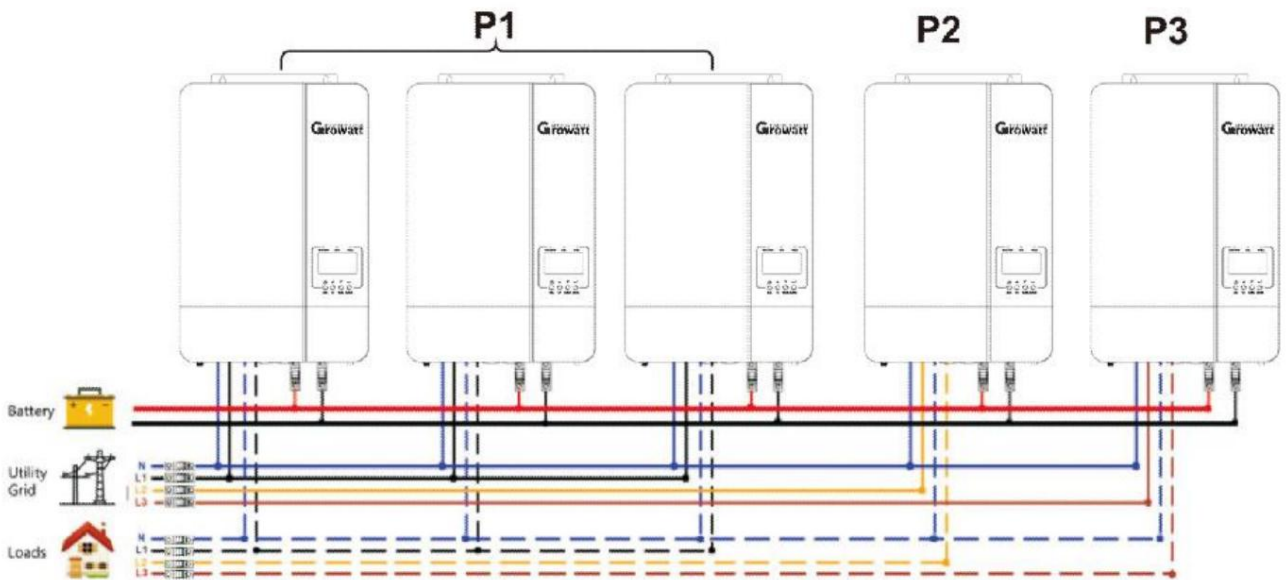 P1
P2
P3
Growatt
Growatt
Growatt
Growatt
Growatt
Battery
Utility
Grid
N
L1
L2
L3
Loads
N
L1
L2
L3